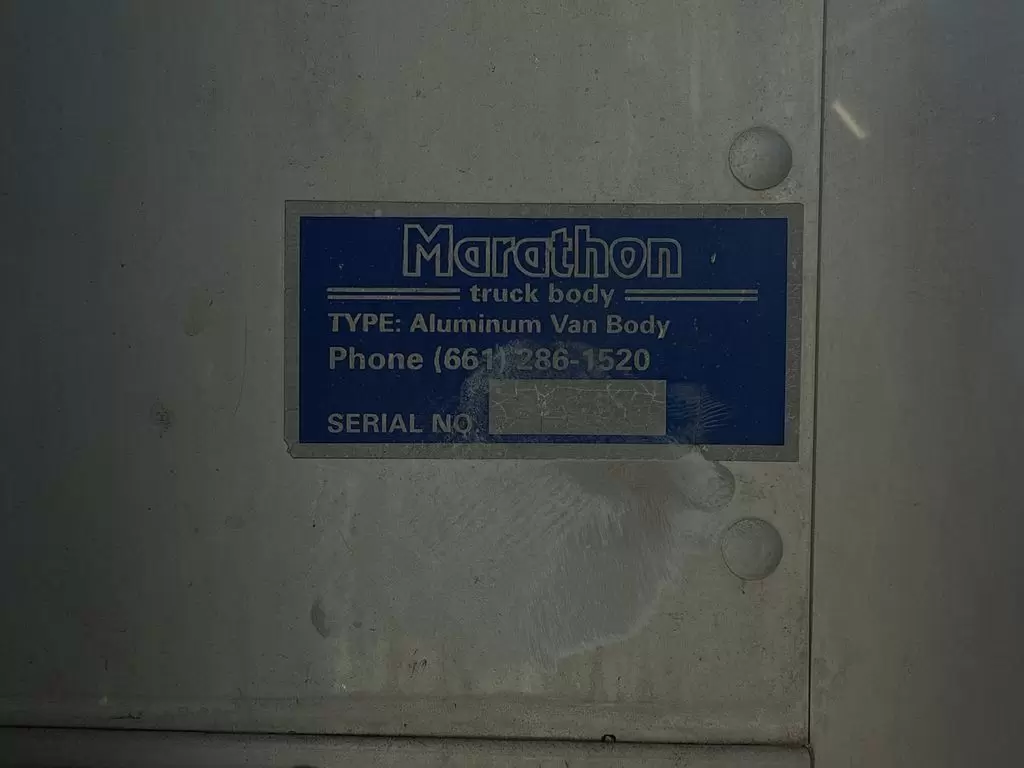 Marathon
truck body
TYPE: Aluminum Van Body
Phone (661) 286-1520
SERIAL NO